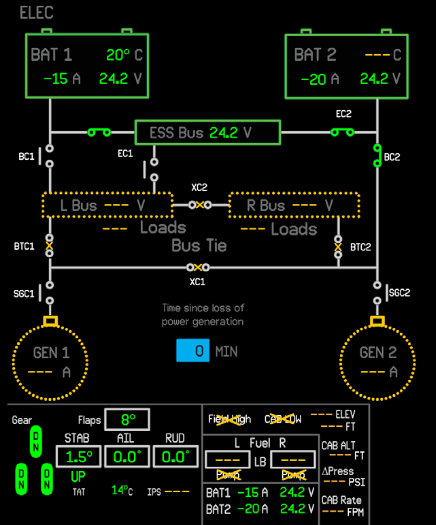 ELEC
BAT 1 20° C
-15 A 24.2 V
BAT 2 --- C
-20 A 24.2 V
EC2
ESS Bus 24.2 V
BC1
EC1
BC2
XC2
L Bus --- V
R Bus --- V
--- Loads
--- Loads
Bus Tie
BTC1
BTC2
XC1
SGC1
SGC2
Time since loss of
power generation
0 MIN
GEN 1
--- A
GEN 2
--- A
Gear
Flaps 8°
DN
DN
DN
STAB AIL RUD
1.5° 0.0° 0.0°
UP
TAT 14°C IPS ---
Field High CAB LOW
L Fuel R
--- LB ---
Pump Pump
BAT1 -15 A 24.2 V
BAT2 -20 A 24.2 V
---- ELEV
--- FT
CAB ALT
--- FT
ΔPress
--- PSI
CAB Rate
---- FPM